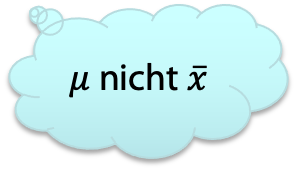 μ nicht x̄